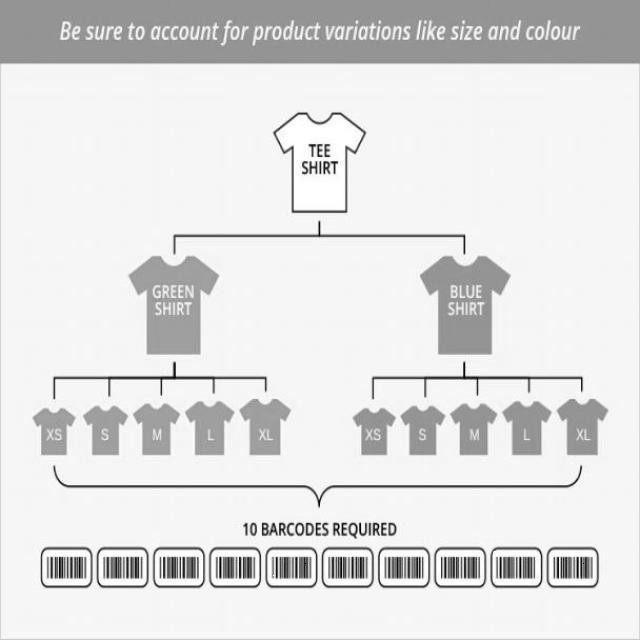 Be sure to account for product variations like size and colour
TEE
SHIRT
GREEN
SHIRT
BLUE
SHIRT
XS S M L XL
XS S M L XL
10 BARCODES REQUIRED